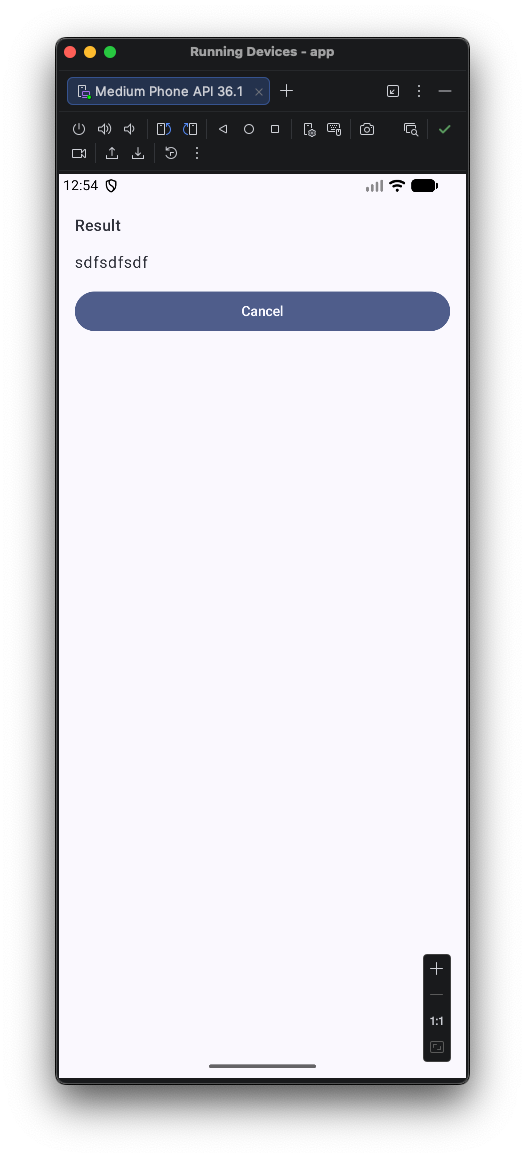 Running Devices - app
Medium Phone API 36.1
12:54
Result
sdfsdfsdf
Cancel
1:1